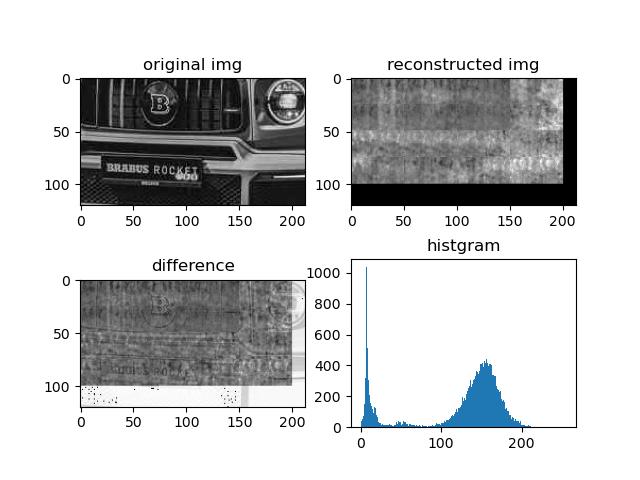 original img
0
50
100
0 50 100 150 200
B
BRABUS ROCKET
900
reconstructed img
0
50
100
0 50 100 150 200
difference
0
50
100
0 50 100 150 200
B
histgram
1000
800
600
400
200
0
0 100 200